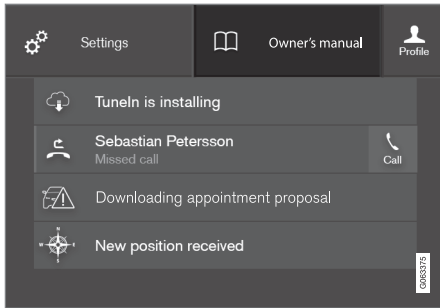 Settings
Owner's manual
Profile
TuneIn is installing
Sebastian Petersson
Missed call
Call
Downloading appointment proposal
N
W
E
S
New position received
G063375